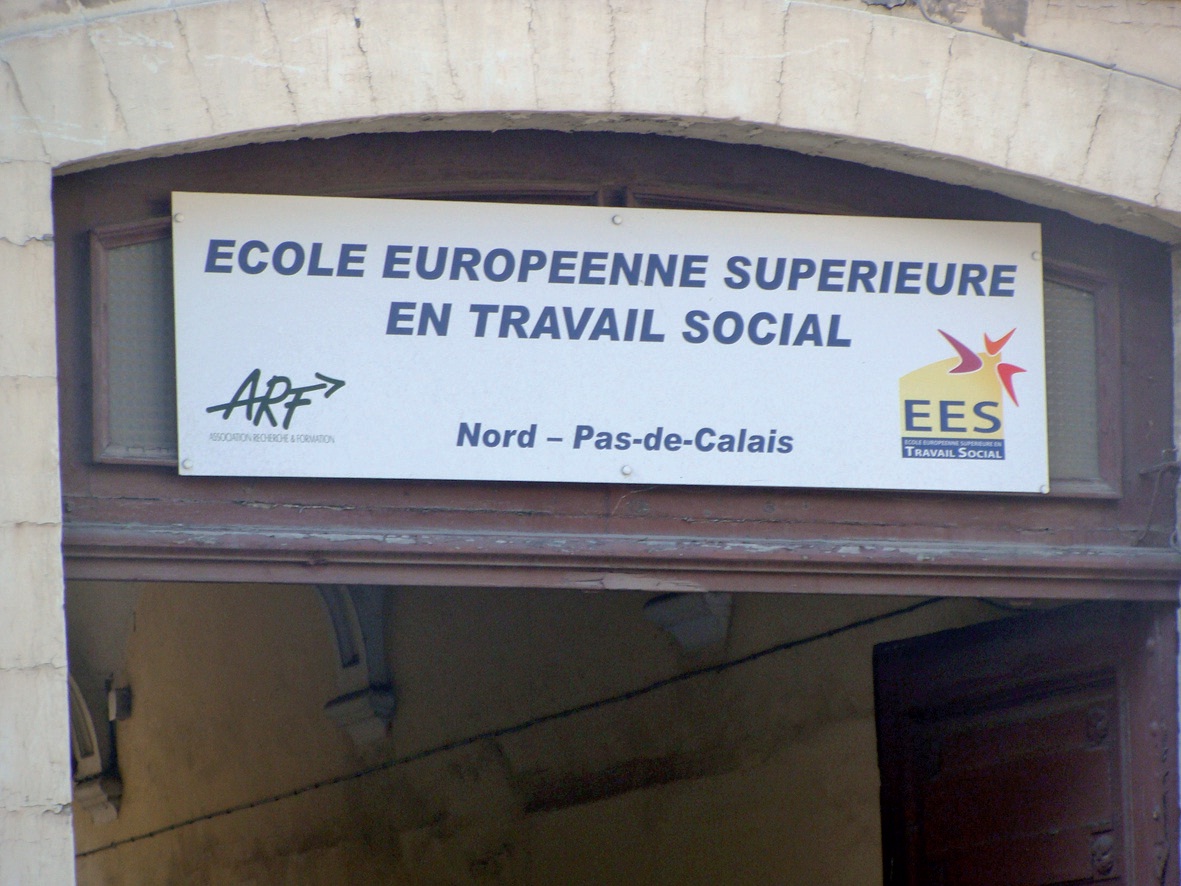 ECOLE EUROPEENNE SUPERIEURE
EN TRAVAIL SOCIAL
ARF
ASSOCIATION RECHERCHE & FORMATION
Nord – Pas-de-Calais
EES
ECOLE EUROPEENNE SUPERIEURE EN
TRAVAIL SOCIAL